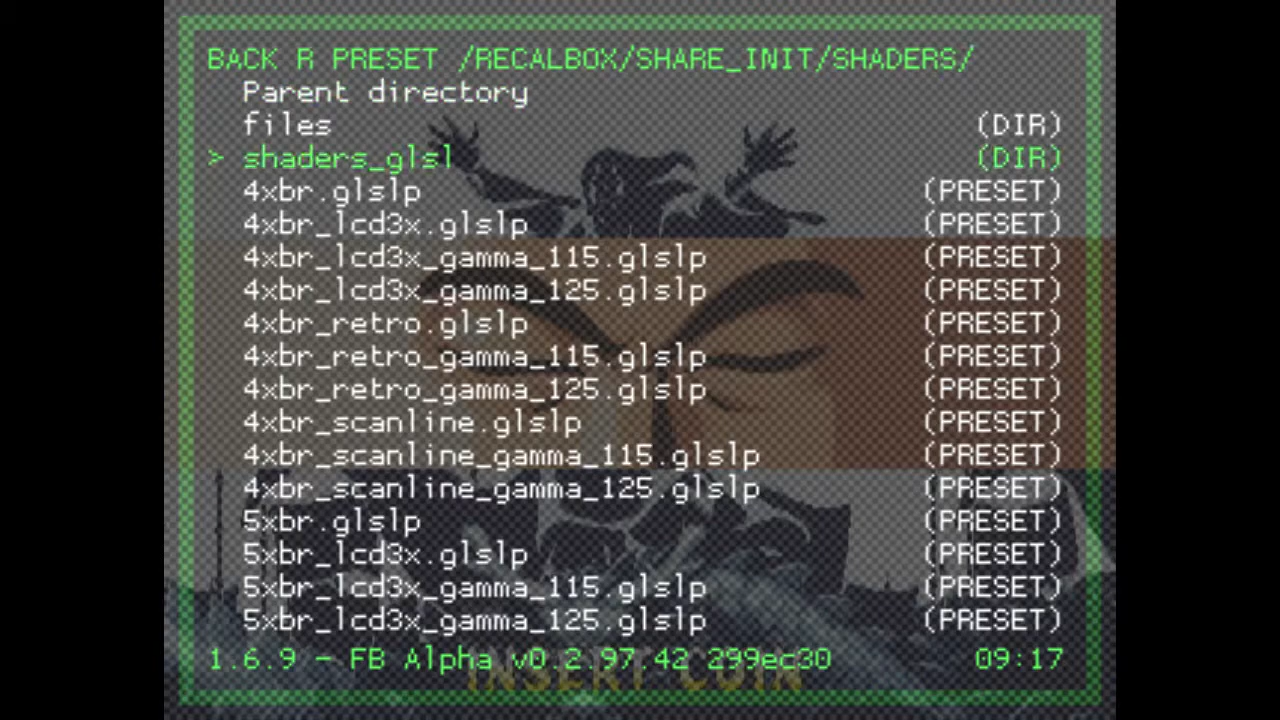 BACK R PRESET /RECALBOX/SHARE_INIT/SHADERS/
Parent directory
files (DIR)
> shaders_glsl (DIR)
4xbr.glslp (PRESET)
4xbr_lcd3x.glslp (PRESET)
4xbr_lcd3x_gamma_115.glslp (PRESET)
4xbr_lcd3x_gamma_125.glslp (PRESET)
4xbr_retro.glslp (PRESET)
4xbr_retro_gamma_115.glslp (PRESET)
4xbr_retro_gamma_125.glslp (PRESET)
4xbr_scanline.glslp (PRESET)
4xbr_scanline_gamma_115.glslp (PRESET)
4xbr_scanline_gamma_125.glslp (PRESET)
5xbr.glslp (PRESET)
5xbr_lcd3x.glslp (PRESET)
5xbr_lcd3x_gamma_115.glslp (PRESET)
5xbr_lcd3x_gamma_125.glslp (PRESET)
1.6.9 - FB Alpha v0.2.97.42 299ec30 09:17
INSERT COIN